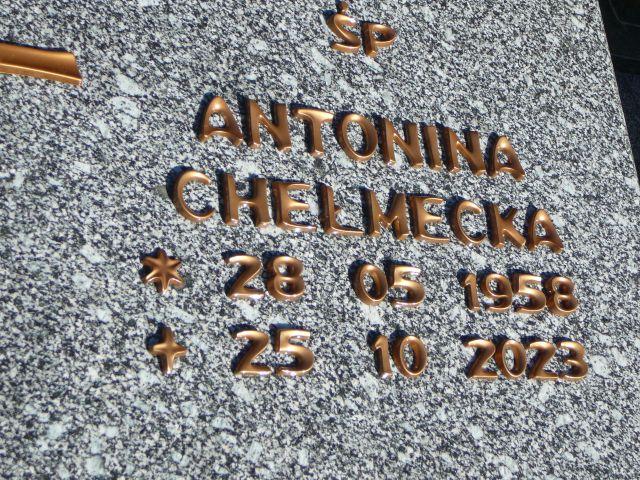 ŚP
ANTONINA
CHEŁMECKA
* 28 05 1958
✝ 25 10 2023